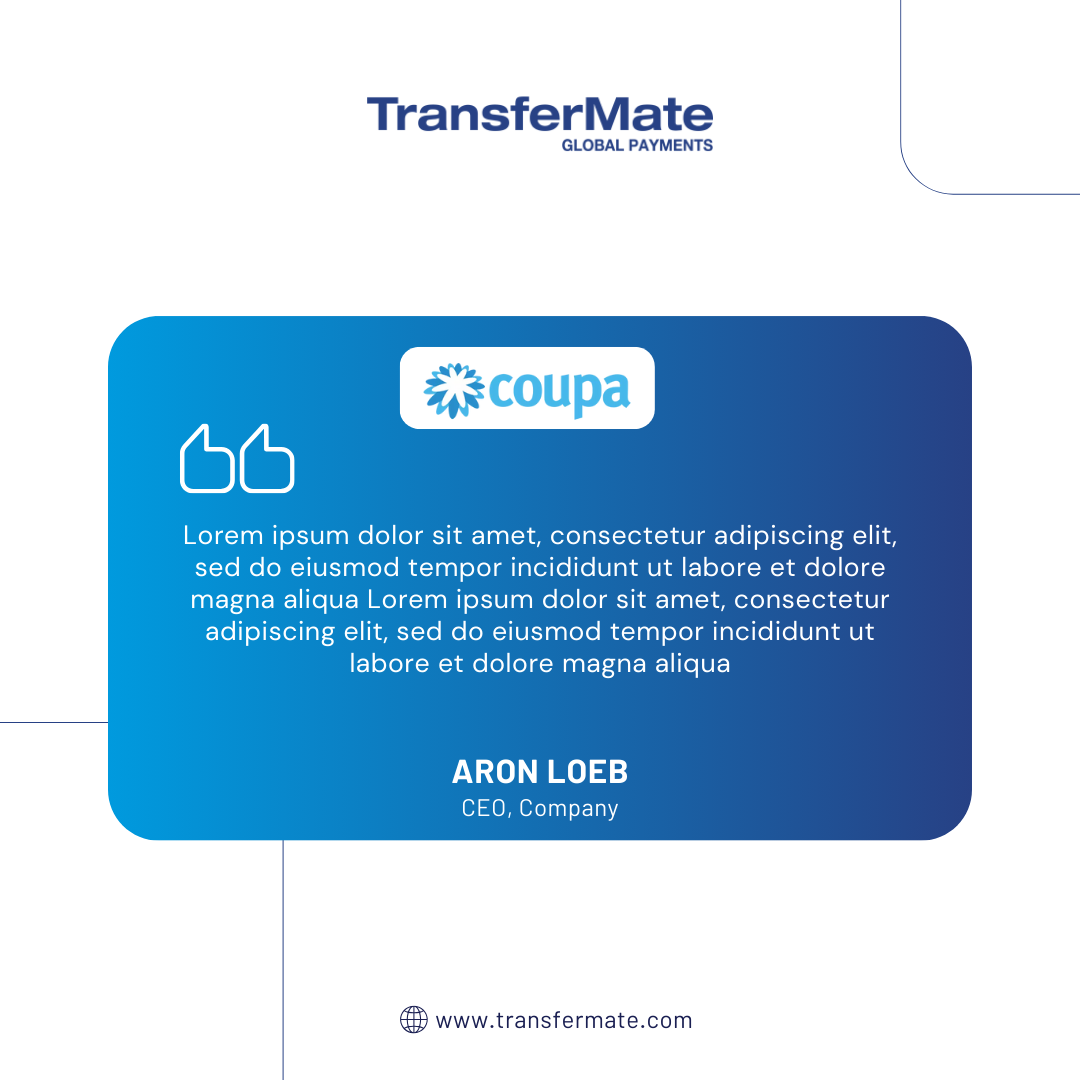 TransferMate
GLOBAL PAYMENTS
coupa
Lorem ipsum dolor sit amet, consectetur adipiscing elit,
sed do eiusmod tempor incididunt ut labore et dolore
magna aliqua Lorem ipsum dolor sit amet, consectetur
adipiscing elit, sed do eiusmod tempor incididunt ut
labore et dolore magna aliqua
ARON LOEB
CEO, Company
www.transfermate.com